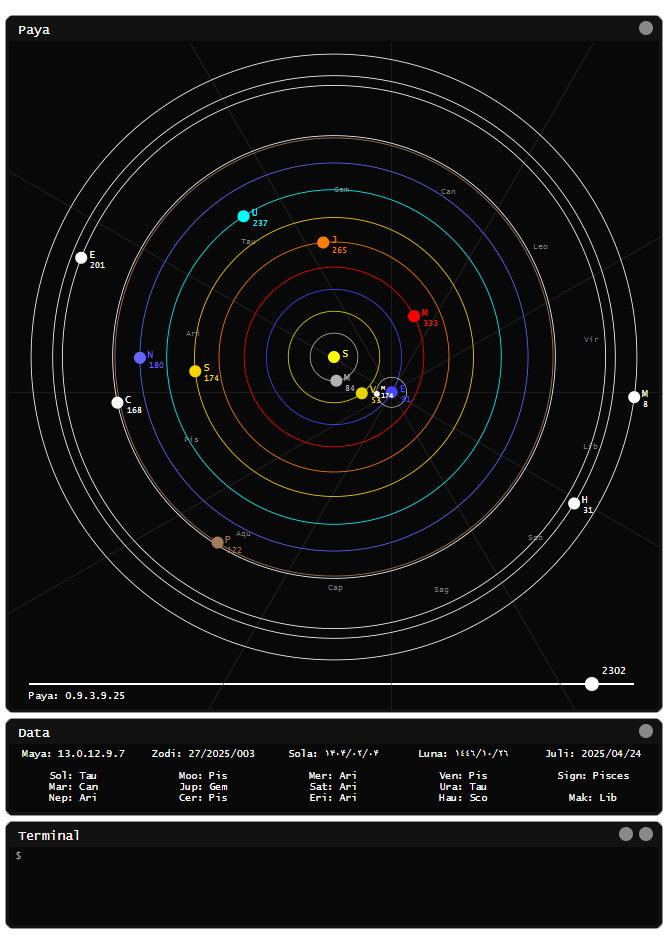 Paya
Gem
Can
U
237
Tau
J
265
Leo
E
201
M
333
Ari
Vir
N
180
S
S
174
M
84
V
M
174
E
31
C
168
M
8
Pis
Lib
H
31
Aqu
P
122
Sco
Cap
Sag
2302
Paya: 0.9.3.9.25
Data
Maya: 13.0.12.9.7 Zodi: 27/2025/003 Sola: ۱۴۰۴/۰۲/۰۴ Luna: ١٤٤٦/١٠/٢٦ Juli: 2025/04/24
Sol: Tau Moo: Pis Mer: Ari Ven: Pis Sign: Pisces
Mar: Can Jup: Gem Sat: Ari Ura: Tau
Nep: Ari Cer: Pis Eri: Ari Hau: Sco Mak: Lib
Terminal
$